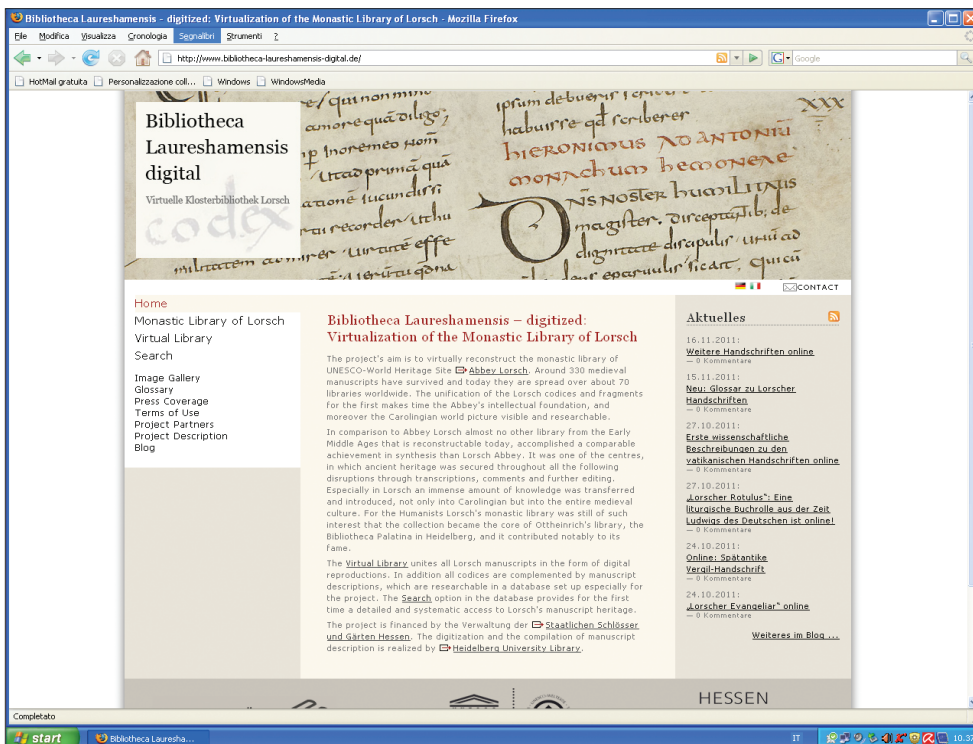 Bibliotheca Laureshamensis - digitized: Virtualization of the Monastic Library of Lorsch - Mozilla Firefox
File Modifica Visualizza Cronologia Segnalibri Strumenti ?
http://www.bibliotheca-laureshamensis-digital.de/
Google
HotMail gratuita Personalizzazione coll... Windows WindowsMedia
Bibliotheca
Laureshamensis
digital
Virtuelle Klosterbibliothek Lorsch
codex
XXX
habuisse qd scriberer
hieronimus ad antoniu
monachum hemonene
CONTACT
Home
Monastic Library of Lorsch
Virtual Library
Search
Image Gallery
Glossary
Press Coverage
Terms of Use
Project Partners
Project Description
Blog
Bibliotheca Laureshamensis – digitized:
Virtualization of the Monastic Library of Lorsch
The project's aim is to virtually reconstruct the monastic library of
UNESCO-World Heritage Site Abbey Lorsch. Around 330 medieval
manuscripts have survived and today they are spread over about 70
libraries worldwide. The unification of the Lorsch codices and fragments
for the first makes time the Abbey's intellectual foundation, and
moreover the Carolingian world picture visible and researchable.
In comparison to Abbey Lorsch almost no other library from the Early
Middle Ages that is reconstructable today, accomplished a comparable
achievement in synthesis than Lorsch Abbey. It was one of the centres,
in which ancient heritage was secured throughout all the following
disruptions through transcriptions, comments and further editing.
Especially in Lorsch an immense amount of knowledge was transferred
and introduced, not only into Carolingian but into the entire medieval
culture. For the Humanists Lorsch's monastic library was still of such
interest that the collection became the core of Ottheinrich's library, the
Bibliotheca Palatina in Heidelberg, and it contributed notably to its
fame.
The Virtual Library unites all Lorsch manuscripts in the form of digital
reproductions. In addition all codices are complemented by manuscript
descriptions, which are researchable in a database set up especially for
the project. The Search option in the database provides for the first
time a detailed and systematic access to Lorsch's manuscript heritage.
The project is financed by the Verwaltung der Staatlichen Schlösser
und Gärten Hessen. The digitization and the compilation of manuscript
description is realized by Heidelberg University Library.
Aktuelles
16.11.2011:
Weitere Handschriften online
— 0 Kommentare
15.11.2011:
Neu: Glossar zu Lorscher
Handschriften
— 0 Kommentare
27.10.2011:
Erste wissenschaftliche
Beschreibungen zu den
vatikanischen Handschriften online
— 0 Kommentare
27.10.2011:
„Lorscher Rotulus": Eine
liturgische Buchrolle aus der Zeit
Ludwigs des Deutschen ist online!
— 0 Kommentare
24.10.2011:
Online: Spätantike
Vergil-Handschrift
— 0 Kommentare
24.10.2011:
„Lorscher Evangeliar" online
— 0 Kommentare
Weiteres im Blog ...
HESSEN
Completato
start Bibliotheca Lauresha... IT 10.37